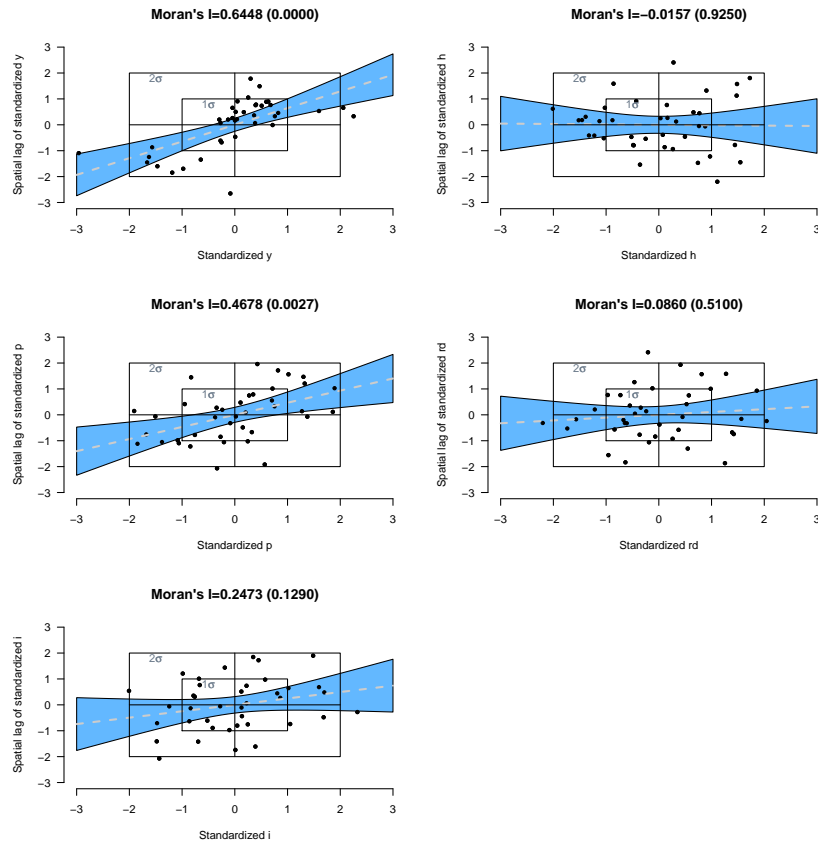 Moran's I=0.6448 (0.0000)
Spatial lag of standardized y
3
2
1
0
−1
−2
−3
2σ
1σ
−3 −2 −1 0 1 2 3
Standardized y
Moran's I=−0.0157 (0.9250)
Spatial lag of standardized h
3
2
1
0
−1
−2
−3
2σ
1σ
−3 −2 −1 0 1 2 3
Standardized h
Moran's I=0.4678 (0.0027)
Spatial lag of standardized p
3
2
1
0
−1
−2
−3
2σ
1σ
−3 −2 −1 0 1 2 3
Standardized p
Moran's I=0.0860 (0.5100)
Spatial lag of standardized rd
3
2
1
0
−1
−2
−3
2σ
1σ
−3 −2 −1 0 1 2 3
Standardized rd
Moran's I=0.2473 (0.1290)
Spatial lag of standardized i
3
2
1
0
−1
−2
−3
2σ
1σ
−3 −2 −1 0 1 2 3
Standardized i